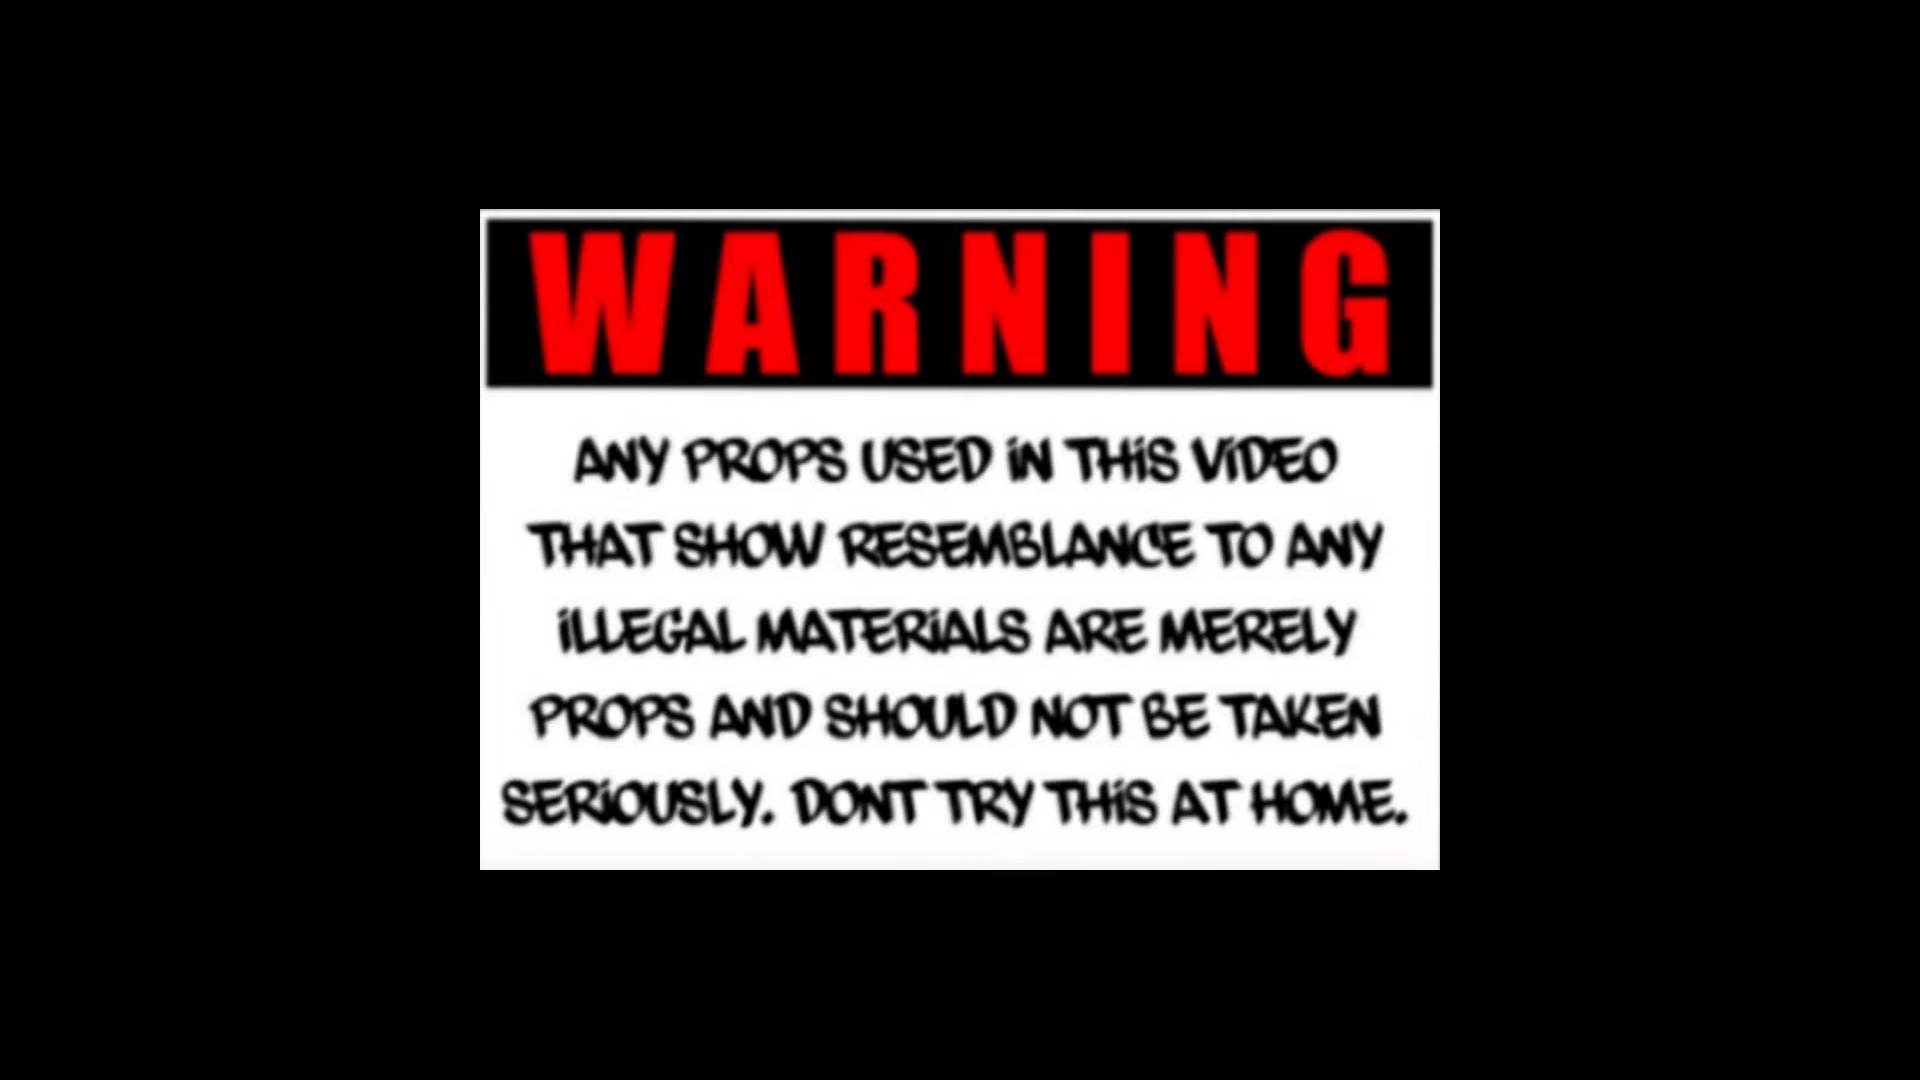 WARNING
ANY PROPS USED iN THiS ViDEO
THAT SHOW RESEMBLANCE TO ANY
iLLEGAL MATERiALS ARE MERELY
PROPS AND SHOULD NOT BE TAKEN
SERiOUSLY. DONT TRY THiS AT HOME.